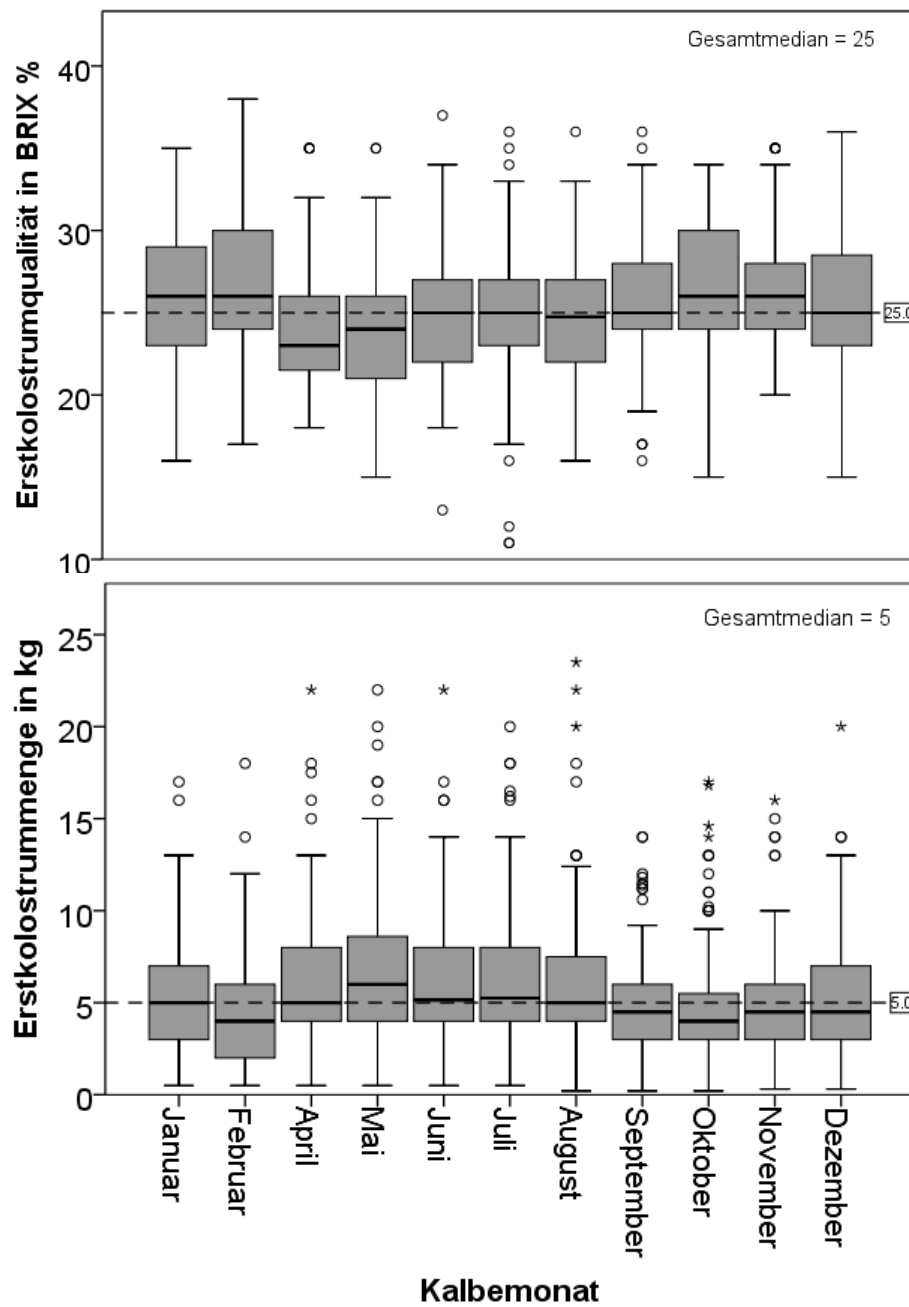 Gesamtmedian = 25
Erstkolostrumqualität in BRIX %
40
30
20
10
25.0
Gesamtmedian = 5
Erstkolostrummenge in kg
25
20
15
10
5
0
5.0
Januar
Februar
April
Mai
Juni
Juli
August
September
Oktober
November
Dezember
Kalbemonat